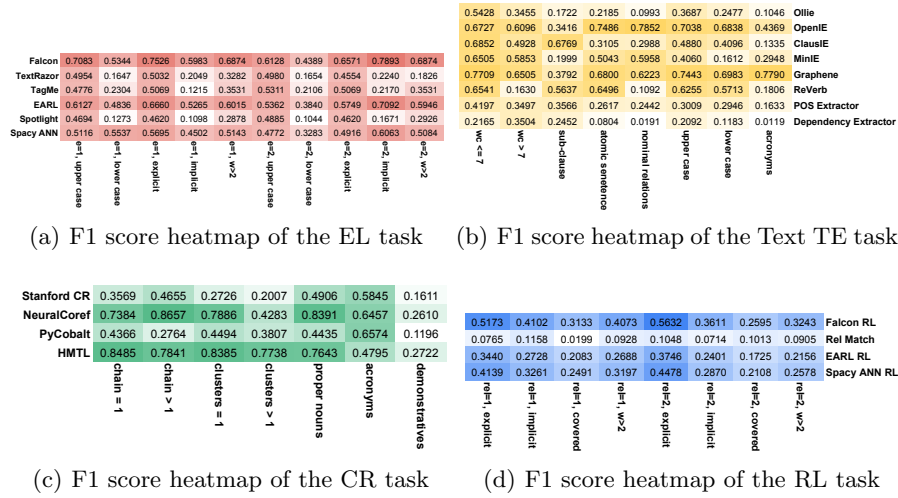 Falcon 0.7083 0.5344 0.7526 0.5983 0.6874 0.6128 0.4389 0.6571 0.7893 0.6874
TextRazor 0.4954 0.1647 0.5032 0.2049 0.3282 0.4980 0.1654 0.4554 0.2240 0.1826
TagMe 0.4776 0.2304 0.5069 0.1215 0.3531 0.5311 0.2106 0.5069 0.2170 0.3531
EARL 0.6127 0.4836 0.6660 0.5265 0.6015 0.5362 0.3840 0.5749 0.7092 0.5946
Spotlight 0.4694 0.1273 0.4620 0.1098 0.2878 0.4885 0.1044 0.4620 0.1671 0.2926
Spacy ANN 0.5116 0.5537 0.5695 0.4502 0.5143 0.4772 0.3283 0.4916 0.6063 0.5084
e=1, upper case
e=1, lower case
e=1, explicit
e=1, implicit
e=1, w>2
e=2, upper case
e=2, lower case
e=2, explicit
e=2, implicit
e=2, w>2
(a) F1 score heatmap of the EL task
0.5428 0.3455 0.1722 0.2185 0.0993 0.3687 0.2477 0.1046 Ollie
0.6727 0.6096 0.3416 0.7486 0.7852 0.7038 0.6838 0.4369 OpenIE
0.6852 0.4928 0.6769 0.3105 0.2988 0.4880 0.4096 0.1335 ClausIE
0.6505 0.5853 0.1999 0.5043 0.5958 0.4060 0.1612 0.2948 MinIE
0.7709 0.6505 0.3792 0.6800 0.6223 0.7443 0.6983 0.7790 Graphene
0.6541 0.1630 0.5637 0.6496 0.1092 0.6255 0.5713 0.1806 ReVerb
0.4197 0.3497 0.3566 0.2617 0.2442 0.3009 0.2946 0.1633 POS Extractor
0.2165 0.3504 0.2452 0.0804 0.0191 0.2092 0.1183 0.0119 Dependency Extractor
wc <= 7
wc > 7
sub-clause
atomic senetence
nominal relations
upper case
lower case
acronyms
(b) F1 score heatmap of the Text TE task
Stanford CR 0.3569 0.4655 0.2726 0.2007 0.4906 0.5845 0.1611
NeuralCoref 0.7384 0.8657 0.7886 0.4283 0.8391 0.6457 0.2610
PyCobalt 0.4366 0.2764 0.4494 0.3807 0.4435 0.6574 0.1196
HMTL 0.8485 0.7841 0.8385 0.7738 0.7643 0.4795 0.2722
chain = 1
chain > 1
clusters = 1
clusters > 1
proper nouns
acronyms
demonstratives
(c) F1 score heatmap of the CR task
0.5173 0.4102 0.3133 0.4073 0.5632 0.3611 0.2595 0.3243 Falcon RL
0.0765 0.1158 0.0199 0.0928 0.1048 0.0714 0.1013 0.0905 Rel Match
0.3440 0.2728 0.2083 0.2688 0.3746 0.2401 0.1725 0.2156 EARL RL
0.4139 0.3261 0.2491 0.3197 0.4478 0.2870 0.2108 0.2578 Spacy ANN RL
rel=1, explicit
rel=1, implicit
rel=1, covered
rel=1, w>2
rel=2, explicit
rel=2, implicit
rel=2, covered
rel=2, w>2
(d) F1 score heatmap of the RL task